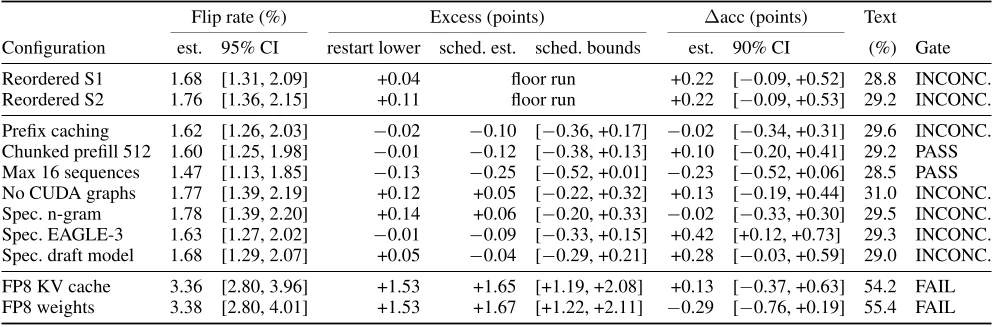 Flip rate (%) Excess (points) Δacc (points) Text
Configuration est. 95% CI restart lower sched. est. sched. bounds est. 90% CI (%) Gate
Reordered S1 1.68 [1.31, 2.09] +0.04 floor run +0.22 [−0.09, +0.52] 28.8 INCONC.
Reordered S2 1.76 [1.36, 2.15] +0.11 floor run +0.22 [−0.09, +0.53] 29.2 INCONC.
Prefix caching 1.62 [1.26, 2.03] −0.02 −0.10 [−0.36, +0.17] −0.02 [−0.34, +0.31] 29.6 INCONC.
Chunked prefill 512 1.60 [1.25, 1.98] −0.01 −0.12 [−0.38, +0.13] +0.10 [−0.20, +0.41] 29.2 PASS
Max 16 sequences 1.47 [1.13, 1.85] −0.13 −0.25 [−0.52, +0.01] −0.23 [−0.52, +0.06] 28.5 PASS
No CUDA graphs 1.77 [1.39, 2.19] +0.12 +0.05 [−0.22, +0.32] +0.13 [−0.19, +0.44] 31.0 INCONC.
Spec. n-gram 1.78 [1.39, 2.20] +0.14 +0.06 [−0.20, +0.33] −0.02 [−0.33, +0.30] 29.5 INCONC.
Spec. EAGLE-3 1.63 [1.27, 2.02] −0.01 −0.09 [−0.33, +0.15] +0.42 [+0.12, +0.73] 29.3 INCONC.
Spec. draft model 1.68 [1.29, 2.07] +0.05 −0.04 [−0.29, +0.21] +0.28 [−0.03, +0.59] 29.0 INCONC.
FP8 KV cache 3.36 [2.80, 3.96] +1.53 +1.65 [+1.19, +2.08] +0.13 [−0.37, +0.63] 54.2 FAIL
FP8 weights 3.38 [2.80, 4.01] +1.53 +1.67 [+1.22, +2.11] −0.29 [−0.76, +0.19] 55.4 FAIL